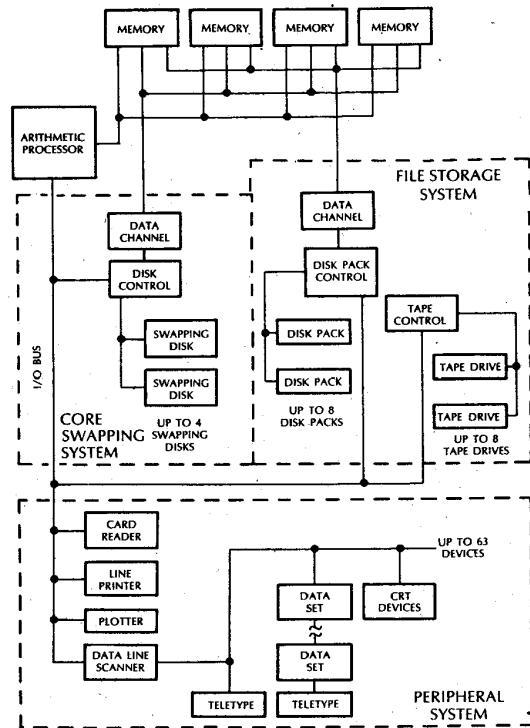 MEMORY
MEMORY
MEMORY
MEMORY
ARITHMETIC
PROCESSOR
FILE STORAGE
SYSTEM
DATA
CHANNEL
DISK
CONTROL
SWAPPING
DISK
SWAPPING
DISK
UP TO 4
SWAPPING
DISKS
CORE
SWAPPING
SYSTEM
I/O BUS
DATA
CHANNEL
DISK PACK
CONTROL
DISK PACK
DISK PACK
UP TO 8
DISK PACKS
TAPE
CONTROL
TAPE DRIVE
TAPE DRIVE
UP TO 8
TAPE DRIVES
CARD
READER
LINE
PRINTER
PLOTTER
DATA LINE
SCANNER
UP TO 63
DEVICES
DATA
SET
CRT
DEVICES
DATA
SET
TELETYPE
TELETYPE
PERIPHERAL
SYSTEM